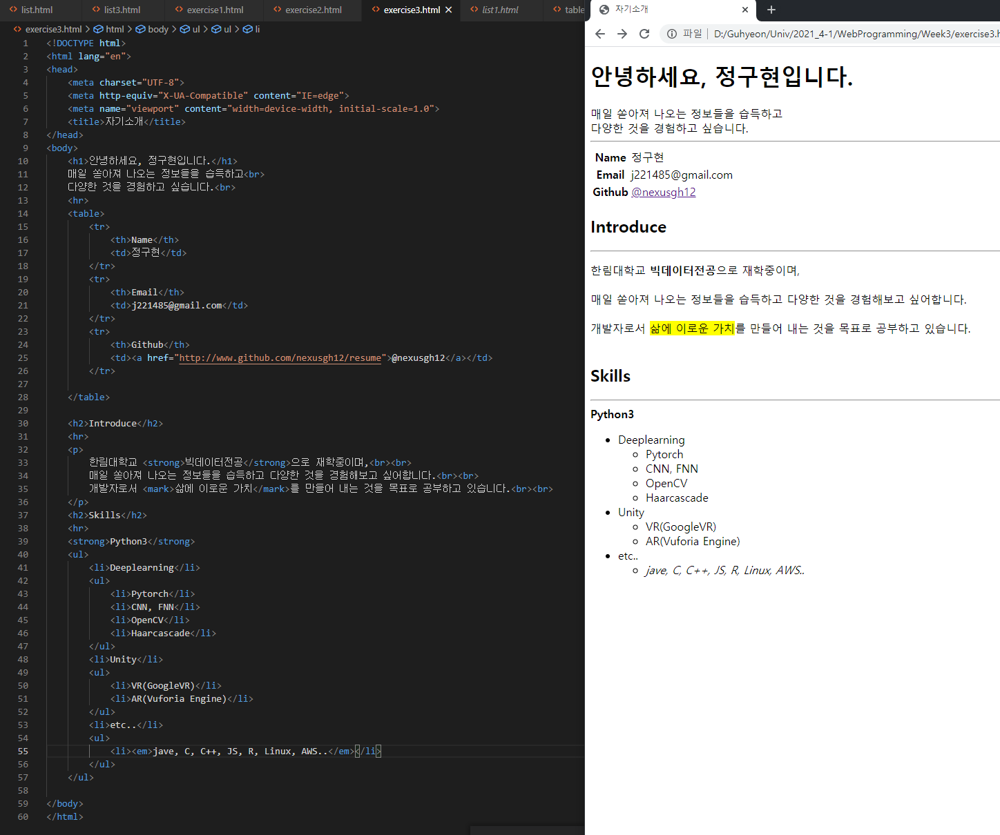 list.html list3.html exercise1.html exercise2.html exercise3.html list1.html table
exercise3.html > html > body > ul > ul > li
1 <!DOCTYPE html>
2 <html lang="en">
3 <head>
4 <meta charset="UTF-8">
5 <meta http-equiv="X-UA-Compatible" content="IE=edge">
6 <meta name="viewport" content="width=device-width, initial-scale=1.0">
7 <title>자기소개</title>
8 </head>
9 <body>
10 <h1>안녕하세요, 정구현입니다.</h1>
11 매일 쏟아져 나오는 정보들을 습득하고<br>
12 다양한 것을 경험하고 싶습니다.<br>
13 <hr>
14 <table>
15 <tr>
16 <th>Name</th>
17 <td>정구현</td>
18 </tr>
19 <tr>
20 <th>Email</th>
21 <td>j221485@gmail.com</td>
22 </tr>
23 <tr>
24 <th>Github</th>
25 <td><a href="http://www.github.com/nexusgh12/resume">@nexusgh12</a></td>
26 </tr>
27
28 </table>
29
30 <h2>Introduce</h2>
31 <hr>
32 <p>
33 한림대학교 <strong>빅데이터전공</strong>으로 재학중이며,<br><br>
34 매일 쏟아져 나오는 정보들을 습득하고 다양한 것을 경험해보고 싶어합니다.<br><br>
35 개발자로서 <mark>삶에 이로운 가치</mark>를 만들어 내는 것을 목표로 공부하고 있습니다.<br><br>
36 </p>
37 <h2>Skills</h2>
38 <hr>
39 <strong>Python3</strong>
40 <ul>
41 <li>Deeplearning</li>
42 <ul>
43 <li>Pytorch</li>
44 <li>CNN, FNN</li>
45 <li>OpenCV</li>
46 <li>Haarcascade</li>
47 </ul>
48 <li>Unity</li>
49 <ul>
50 <li>VR(GoogleVR)</li>
51 <li>AR(Vuforia Engine)</li>
52 </ul>
53 <li>etc..</li>
54 <ul>
55 <li><em>jave, C, C++, JS, R, Linux, AWS..</em></li>
56 </ul>
57 </ul>
58
59 </body>
60 </html>
자기소개
파일 | D:/Guhyeon/Univ/2021_4-1/WebProgramming/Week3/exercise3.h
안녕하세요, 정구현입니다.
매일 쏟아져 나오는 정보들을 습득하고
다양한 것을 경험하고 싶습니다.
Name 정구현
Email j221485@gmail.com
Github @nexusgh12
Introduce
한림대학교 빅데이터전공으로 재학중이며,
매일 쏟아져 나오는 정보들을 습득하고 다양한 것을 경험해보고 싶어합니다.
개발자로서 삶에 이로운 가치를 만들어 내는 것을 목표로 공부하고 있습니다.
Skills
Python3
Deeplearning
Pytorch
CNN, FNN
OpenCV
Haarcascade
Unity
VR(GoogleVR)
AR(Vuforia Engine)
etc..
jave, C, C++, JS, R, Linux, AWS..